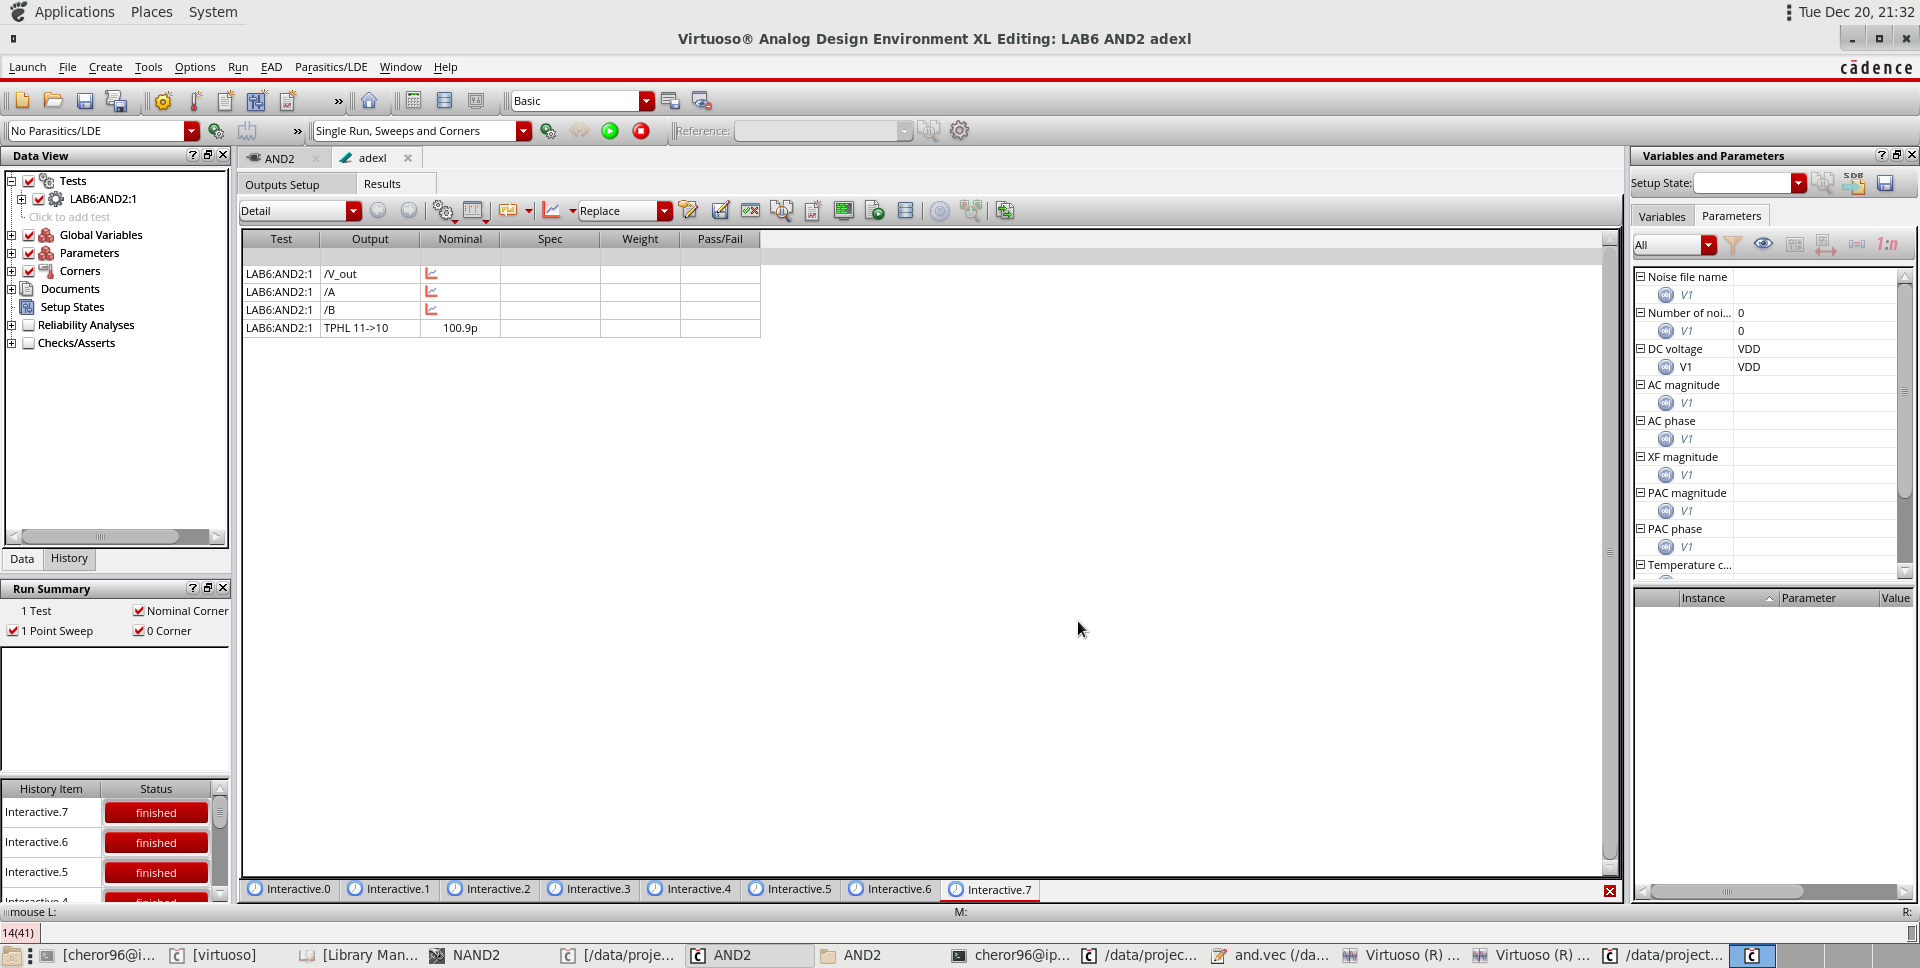 Applications Places System
Tue Dec 20, 21:32
Virtuoso® Analog Design Environment XL Editing: LAB6 AND2 adexl
Launch File Create Tools Options Run EAD Parasitics/LDE Window Help
cādence
» Basic
No Parasitics/LDE » Single Run, Sweeps and Corners Reference:
Data View
Tests
LAB6:AND2:1
Click to add test
Global Variables
Parameters
Corners
Documents
Setup States
Reliability Analyses
Checks/Asserts
Data History
Run Summary
1 Test Nominal Corner
1 Point Sweep 0 Corner
History Item Status
Interactive.7 finished
Interactive.6 finished
Interactive.5 finished
Interactive.4 finished
AND2 adexl
Outputs Setup Results
Detail Replace
Test Output Nominal Spec Weight Pass/Fail
LAB6:AND2:1 /V_out
LAB6:AND2:1 /A
LAB6:AND2:1 /B
LAB6:AND2:1 TPHL 11->10 100.9p
Interactive.0 Interactive.1 Interactive.2 Interactive.3 Interactive.4 Interactive.5 Interactive.6 Interactive.7
Variables and Parameters
Setup State: SDB
Variables Parameters
All 1:n
Noise file name
V1
Number of noi... 0
V1 0
DC voltage VDD
V1 VDD
AC magnitude
V1
AC phase
V1
XF magnitude
V1
PAC magnitude
V1
PAC phase
V1
Temperature c...
Instance Parameter Value
mouse L: M: R:
14(41)
[cheror96@i... [virtuoso] [Library Man... NAND2 [/data/proje... AND2 AND2 cheror96@ip... /data/projec... and.vec (/da... Virtuoso (R) ... Virtuoso (R) ... /data/project...